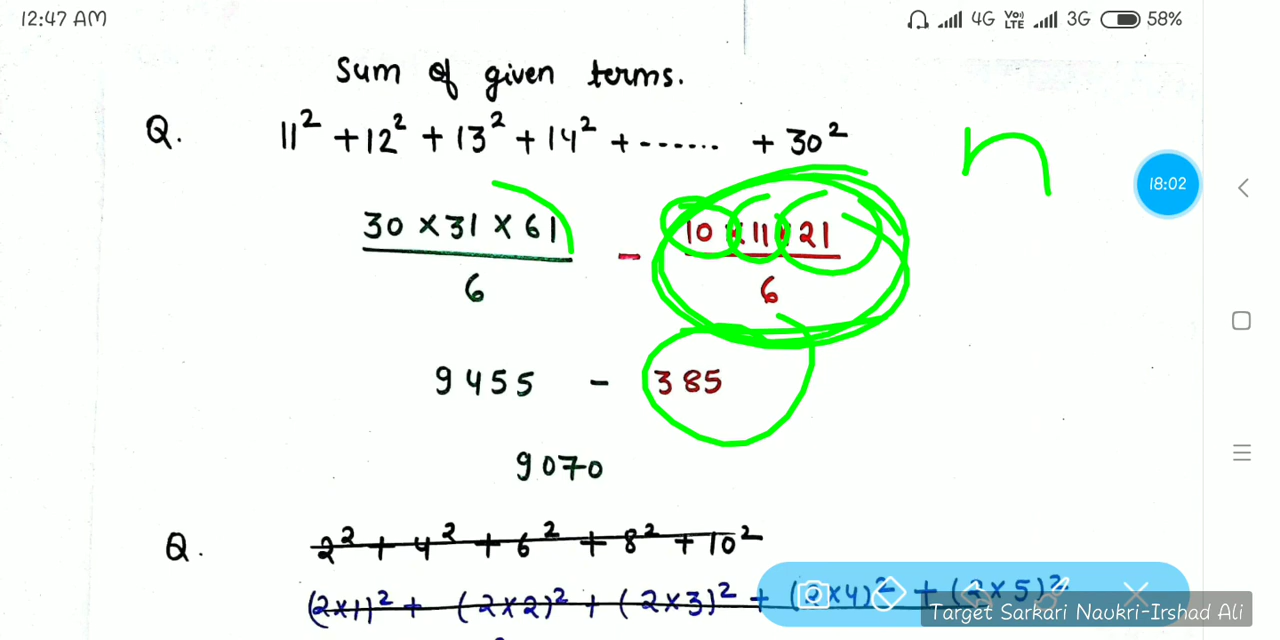 12:47 AM 4G VoLTE 3G 58%
Sum of given terms.
Q. 11² + 12² + 13² + 14² + ...... + 30²
n
18:02
30 × 31 × 61 / 6 - 10 × 11 × 21 / 6
9455 - 385
9070
Q. 2² + 4² + 6² + 8² + 10²
(2×1)² + (2×2)² + (2×3)² + (2×4)² + (2×5)²
Target Sarkari Naukri-Irshad Ali